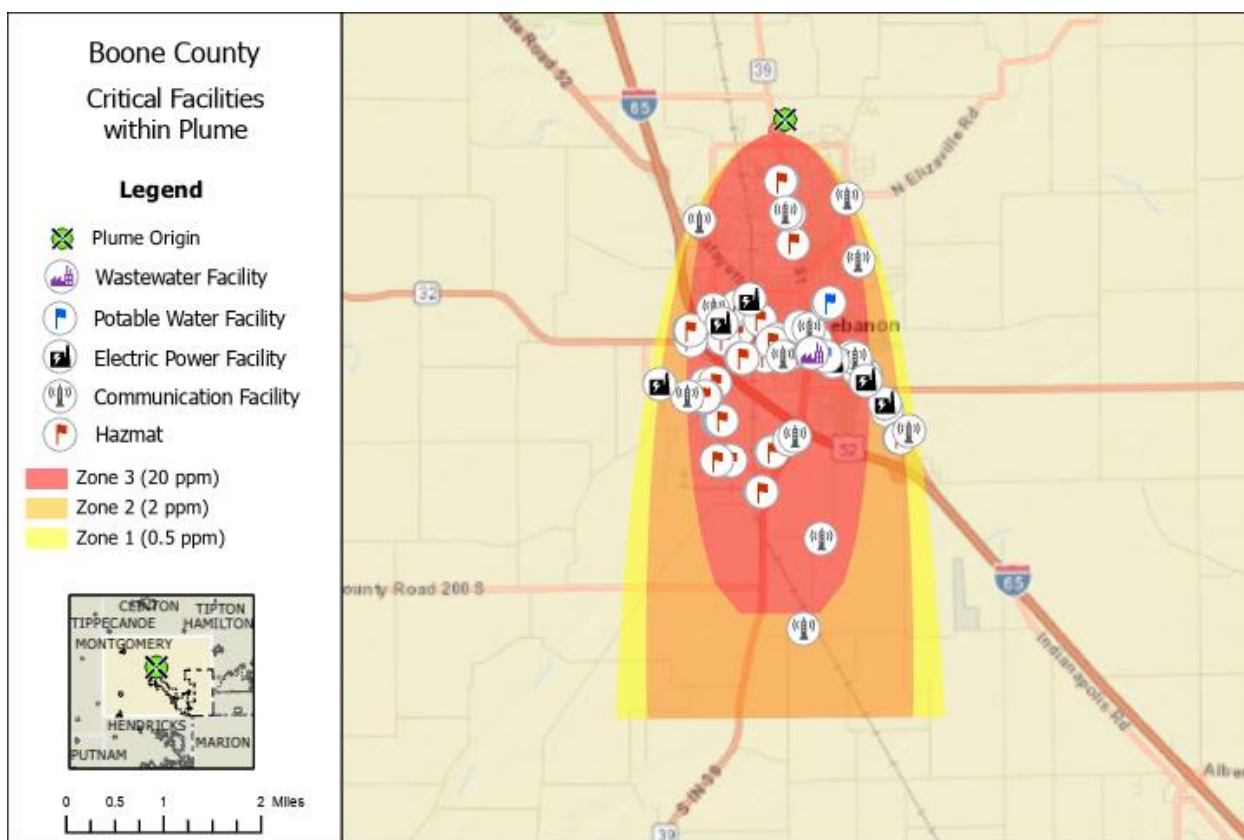 Boone County
Critical Facilities
within Plume
Legend
Plume Origin
Wastewater Facility
Potable Water Facility
Electric Power Facility
Communication Facility
Hazmat
Zone 3 (20 ppm)
Zone 2 (2 ppm)
Zone 1 (0.5 ppm)
CLINTON
TIPTON
TIPPECANOE
HAMILTON
MONTGOMERY
HENDRICKS
MARION
PUTNAM
0 0.5 1 2 Miles
39
65
N Elizaville Rd
32
St
ebanon
52
ounty Road 200 S
65
Indianapolis Rd
S IN 39
39